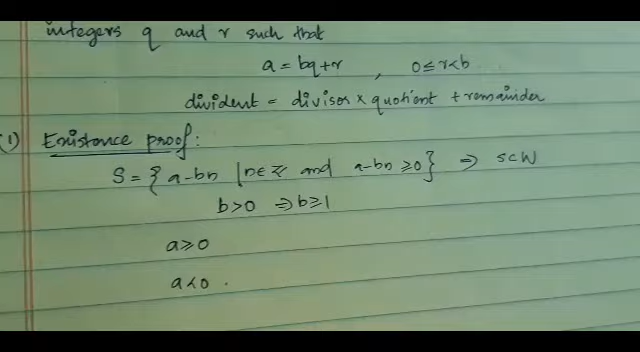 integers q and r such that
a = bq+r , 0≤r<b
divident = divisor × quotient + remainder
(1) Existance proof:
S = { a-bn | n∈ℤ and a-bn ≥0} ⇒ S⊂W
b>0 ⇒ b≥1
a≥0
a<0 .